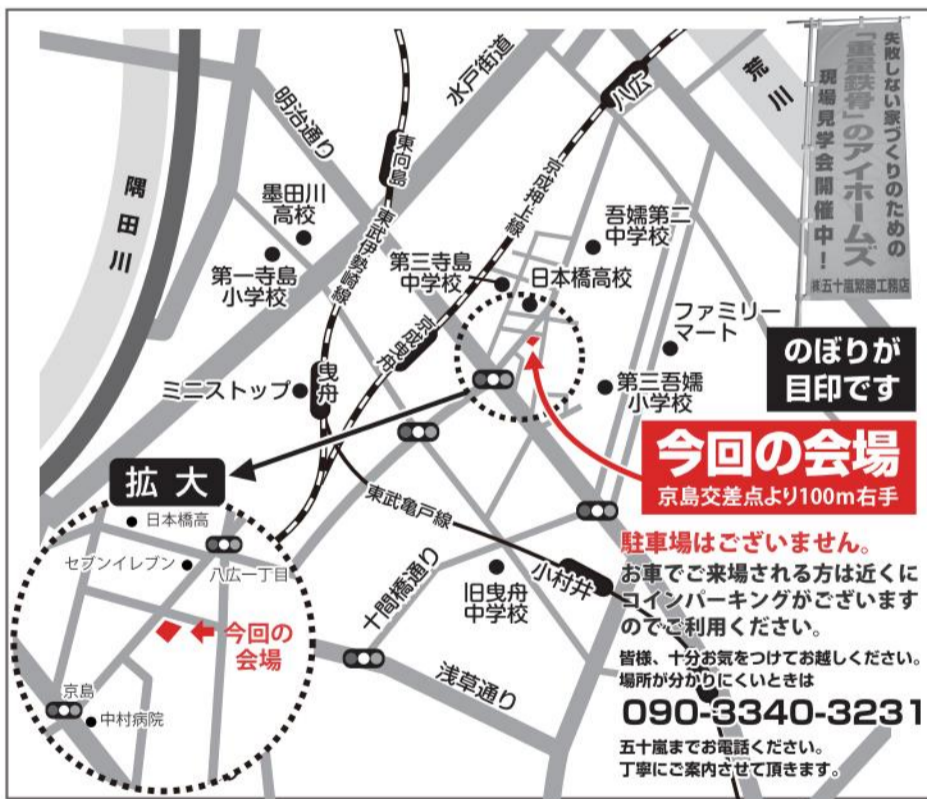 失敗しない家づくりのための
「重量鉄骨」のアイホームズ
現場見学会開催中！
㈱五十嵐繁勝工務店
荒川
水戸街道
八広
明治通り
東向島
隅田川
墨田川
高校
第一寺島
小学校
東武伊勢崎線
京成押上線
吾嬬第二
中学校
第三寺島
中学校
日本橋高校
京成曳舟
ファミリー
マート
のぼりが
目印です
ミニストップ
曳舟
第三吾嬬
小学校
今回の会場
京島交差点より100m右手
拡大
日本橋高
セブンイレブン
八広一丁目
今回の
会場
京島
中村病院
東武亀戸線
十間橋通り
旧曳舟
中学校
小村井
浅草通り
駐車場はございません。
お車でご来場される方は近くに
コインパーキングがございます
のでご利用ください。
皆様、十分お気をつけてお越しください。
場所が分かりにくいときは
090-3340-3231
五十嵐までお電話ください。
丁寧にご案内させて頂きます。